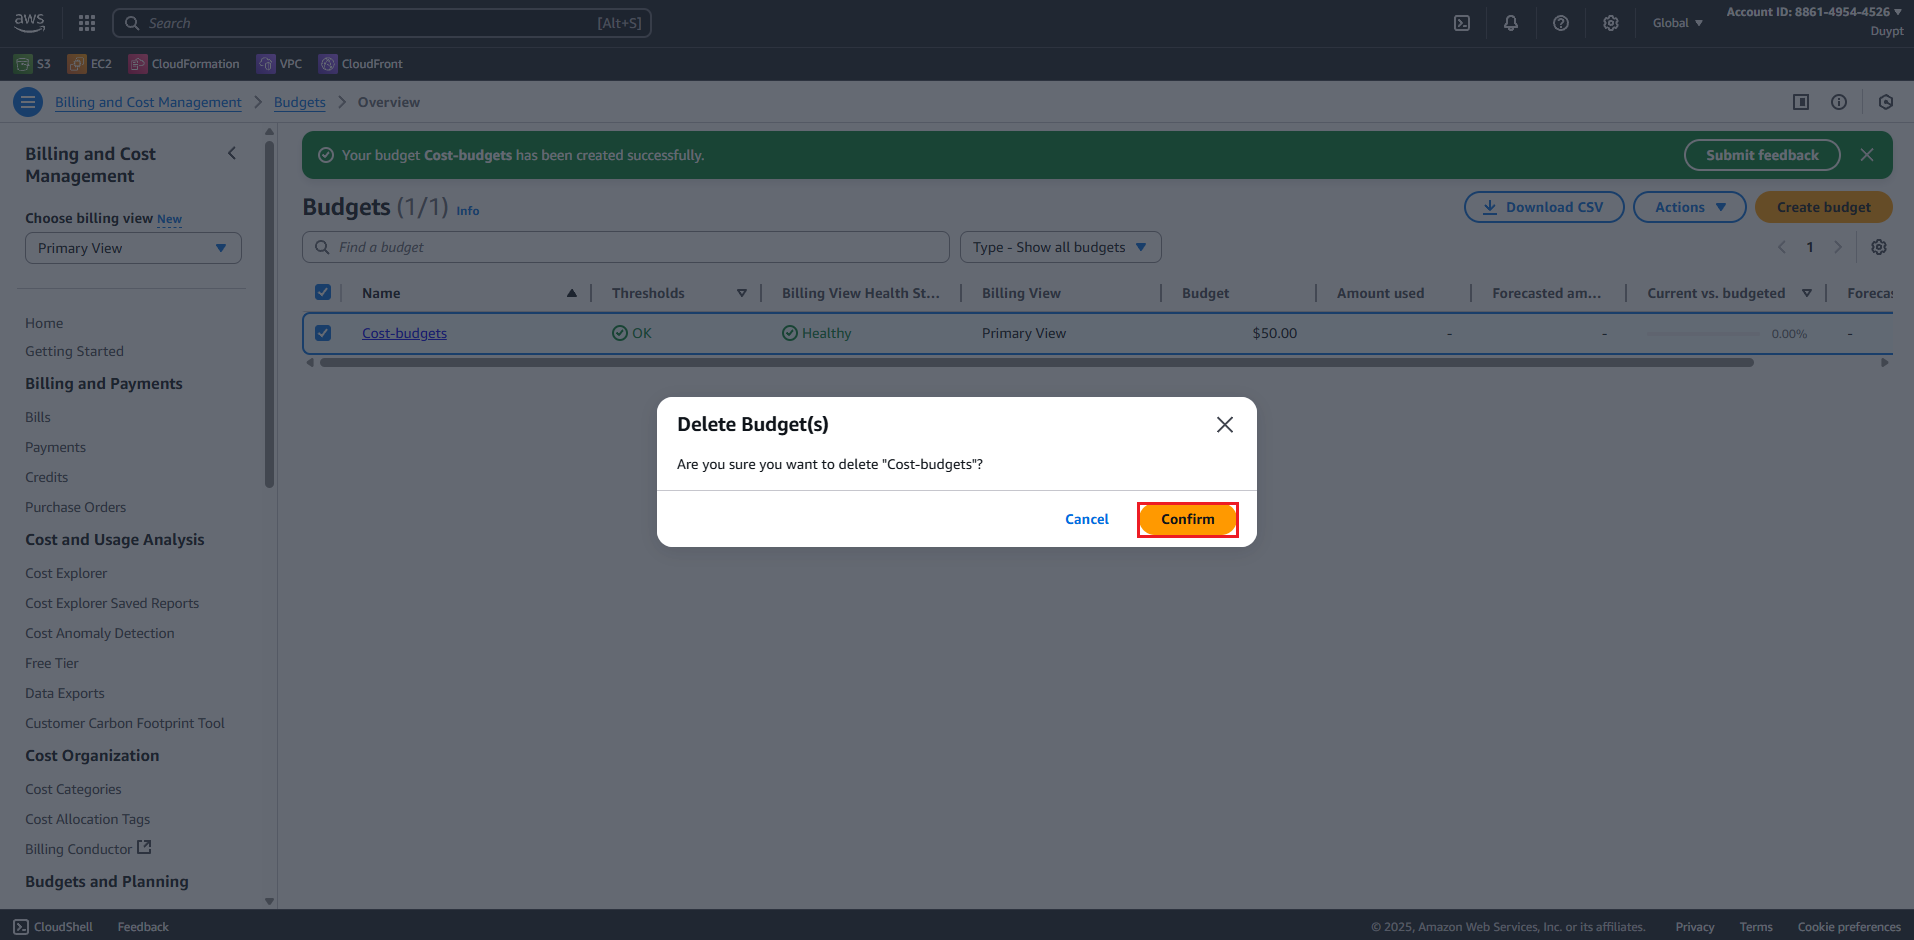 aws
Search
[Alt+S]
Global
Account ID: 8861-4954-4526
Duypt
S3
EC2
CloudFormation
VPC
CloudFront
Billing and Cost Management
Budgets
Overview
Billing and Cost
Management
Choose billing view New
Primary View
Home
Getting Started
Billing and Payments
Bills
Payments
Credits
Purchase Orders
Cost and Usage Analysis
Cost Explorer
Cost Explorer Saved Reports
Cost Anomaly Detection
Free Tier
Data Exports
Customer Carbon Footprint Tool
Cost Organization
Cost Categories
Cost Allocation Tags
Billing Conductor
Budgets and Planning
Your budget Cost-budgets has been created successfully.
Submit feedback
Budgets (1/1) Info
Download CSV
Actions
Create budget
Find a budget
Type - Show all budgets
1
Name
Thresholds
Billing View Health St...
Billing View
Budget
Amount used
Forecasted am...
Current vs. budgeted
Forecas
Cost-budgets
OK
Healthy
Primary View
$50.00
-
-
0.00%
-
Delete Budget(s)
Are you sure you want to delete "Cost-budgets"?
Cancel
Confirm
CloudShell
Feedback
© 2025, Amazon Web Services, Inc. or its affiliates.
Privacy
Terms
Cookie preferences